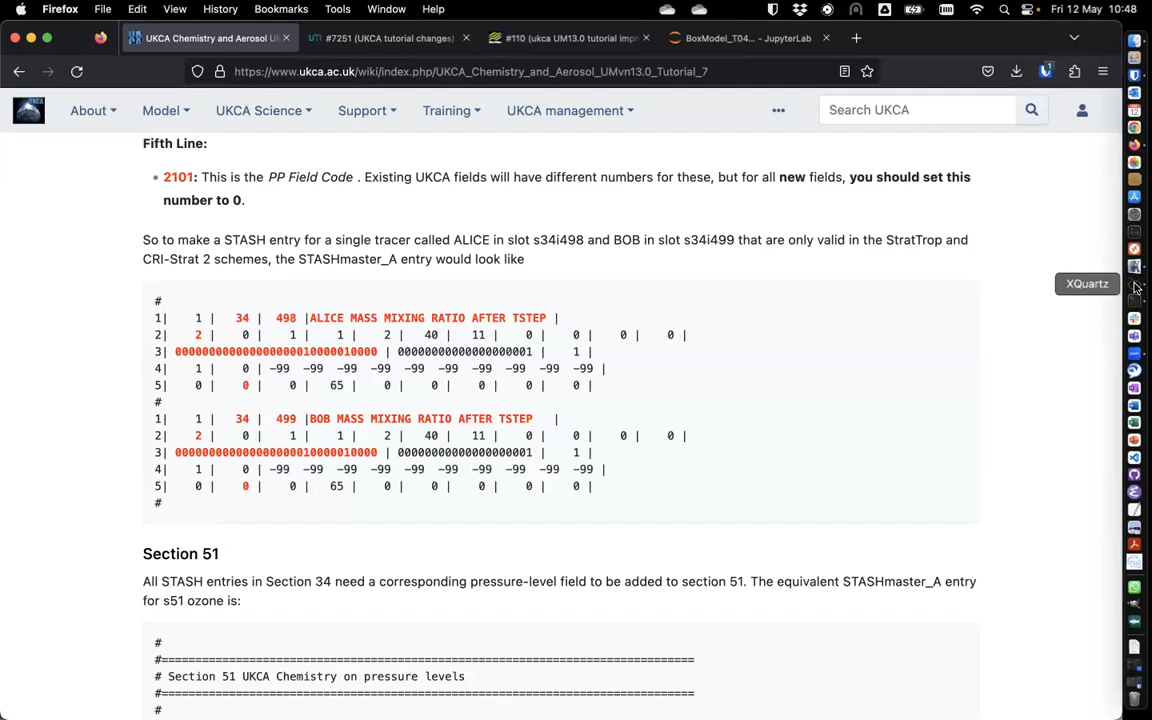 Firefox File Edit View History Bookmarks Tools Window Help Fri 12 May 10:48
UKCA Chemistry and Aerosol U #7251 (UKCA tutorial changes) #110 (ukca UM13.0 tutorial imp BoxModel_T04... - JupyterLab
https://www.ukca.ac.uk/wiki/index.php/UKCA_Chemistry_and_Aerosol_UMvn13.0_Tutorial_7
About Model UKCA Science Support Training UKCA management ••• Search UKCA
Fifth Line:
• 2101: This is the PP Field Code . Existing UKCA fields will have different numbers for these, but for all new fields, you should set this
number to 0.
So to make a STASH entry for a single tracer called ALICE in slot s34i498 and BOB in slot s34i499 that are only valid in the StratTrop and
CRI-Strat 2 schemes, the STASHmaster_A entry would look like
XQuartz
#
1| 1 | 34 | 498 |ALICE MASS MIXING RATIO AFTER TSTEP |
2| 2 | 0 | 1 | 1 | 2 | 40 | 11 | 0 | 0 | 0 | 0 |
3| 000000000000000000010000010000 | 00000000000000000001 | 1 |
4| 1 | 0 | -99 -99 -99 -99 -99 -99 -99 -99 -99 -99 |
5| 0 | 0 | 0 | 65 | 0 | 0 | 0 | 0 | 0 |
#
1| 1 | 34 | 499 |BOB MASS MIXING RATIO AFTER TSTEP |
2| 2 | 0 | 1 | 1 | 2 | 40 | 11 | 0 | 0 | 0 | 0 |
3| 000000000000000000010000010000 | 00000000000000000001 | 1 |
4| 1 | 0 | -99 -99 -99 -99 -99 -99 -99 -99 -99 -99 |
5| 0 | 0 | 0 | 65 | 0 | 0 | 0 | 0 | 0 |
#
Section 51
All STASH entries in Section 34 need a corresponding pressure-level field to be added to section 51. The equivalent STASHmaster_A entry
for s51 ozone is:
#
#===============================================================================
# Section 51 UKCA Chemistry on pressure levels
#===============================================================================
#